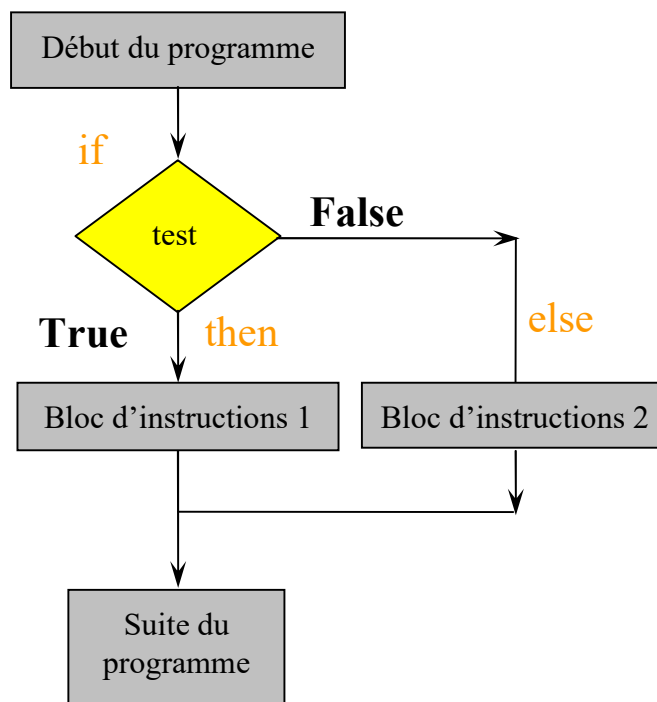 Début du programme
if
test
False
True
then
else
Bloc d’instructions 1
Bloc d’instructions 2
Suite du
programme